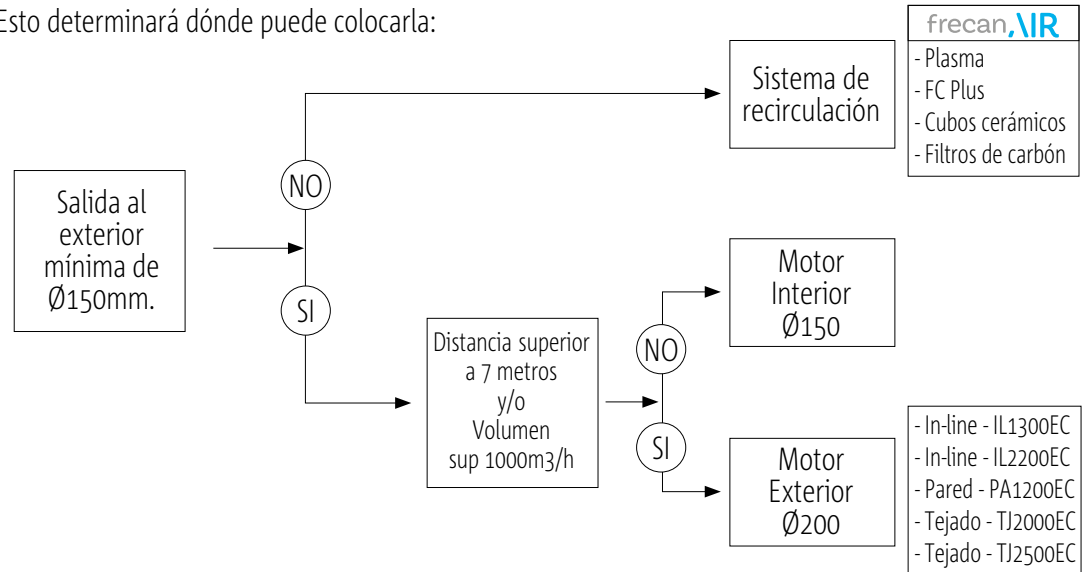 Esto determinará dónde puede colocarla:
frecan AIR
- Plasma
- FC Plus
- Cubos cerámicos
- Filtros de carbón
Sistema de
recirculación
NO
Salida al
exterior
mínima de
Ø150mm.
SI
Distancia superior
a 7 metros
y/o
Volumen
sup 1000m3/h
NO
Motor
Interior
Ø150
SI
Motor
Exterior
Ø200
- In-line - IL1300EC
- In-line - IL2200EC
- Pared - PA1200EC
- Tejado - TJ2000EC
- Tejado - TJ2500EC